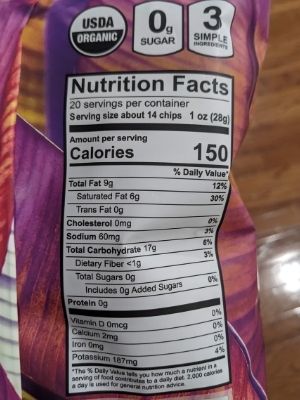 USDA
ORGANIC
0g
SUGAR
3
SIMPLE
INGREDIENTS
Nutrition Facts
20 servings per container
Serving size about 14 chips 1 oz (28g)
Amount per serving
Calories 150
% Daily Value*
Total Fat 9g 12%
Saturated Fat 6g 30%
Trans Fat 0g
Cholesterol 0mg 0%
Sodium 60mg 3%
Total Carbohydrate 17g 6%
Dietary Fiber <1g 3%
Total Sugars 0g
Includes 0g Added Sugars 0%
Protein 0g
Vitamin D 0mcg 0%
Calcium 2mg 0%
Iron 0mg 0%
Potassium 187mg 4%
*The % Daily Value tells you how much a nutrient in a
serving of food contributes to a daily diet. 2,000 calories
a day is used for general nutrition advice.